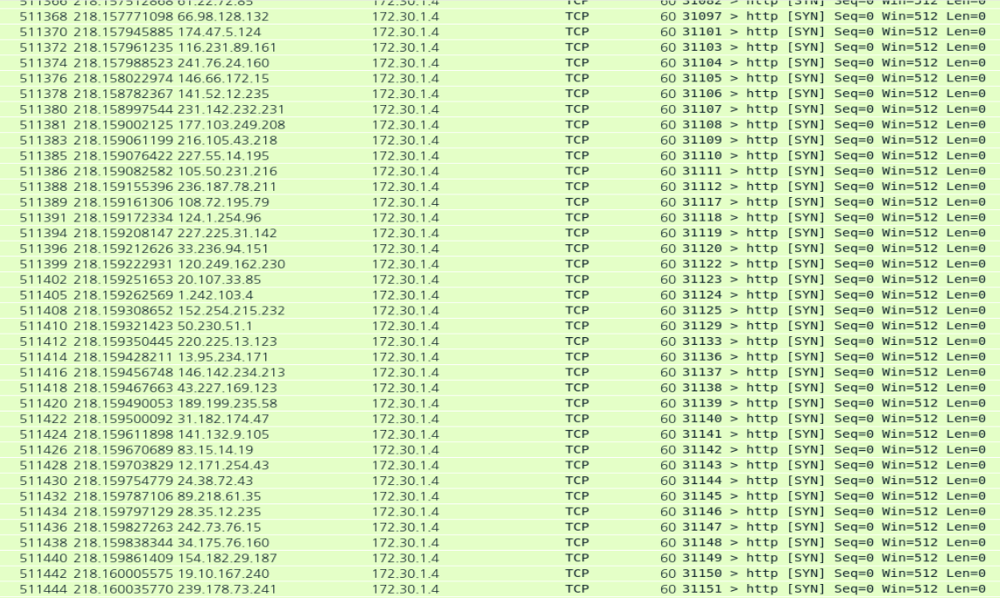 511366 218.157512868 61.22.72.85 172.30.1.4 TCP 60 31082 > http [SYN] Seq=0 Win=512 Len=0
511368 218.157771098 66.98.128.132 172.30.1.4 TCP 60 31097 > http [SYN] Seq=0 Win=512 Len=0
511370 218.157945885 174.47.5.124 172.30.1.4 TCP 60 31101 > http [SYN] Seq=0 Win=512 Len=0
511372 218.157961235 116.231.89.161 172.30.1.4 TCP 60 31103 > http [SYN] Seq=0 Win=512 Len=0
511374 218.157988523 241.76.24.160 172.30.1.4 TCP 60 31104 > http [SYN] Seq=0 Win=512 Len=0
511376 218.158022974 146.66.172.15 172.30.1.4 TCP 60 31105 > http [SYN] Seq=0 Win=512 Len=0
511378 218.158782367 141.52.12.235 172.30.1.4 TCP 60 31106 > http [SYN] Seq=0 Win=512 Len=0
511380 218.158997544 231.142.232.231 172.30.1.4 TCP 60 31107 > http [SYN] Seq=0 Win=512 Len=0
511381 218.159002125 177.103.249.208 172.30.1.4 TCP 60 31108 > http [SYN] Seq=0 Win=512 Len=0
511383 218.159061199 216.105.43.218 172.30.1.4 TCP 60 31109 > http [SYN] Seq=0 Win=512 Len=0
511385 218.159076422 227.55.14.195 172.30.1.4 TCP 60 31110 > http [SYN] Seq=0 Win=512 Len=0
511386 218.159082582 105.50.231.216 172.30.1.4 TCP 60 31111 > http [SYN] Seq=0 Win=512 Len=0
511388 218.159155396 236.187.78.211 172.30.1.4 TCP 60 31112 > http [SYN] Seq=0 Win=512 Len=0
511389 218.159161306 108.72.195.79 172.30.1.4 TCP 60 31117 > http [SYN] Seq=0 Win=512 Len=0
511391 218.159172334 124.1.254.96 172.30.1.4 TCP 60 31118 > http [SYN] Seq=0 Win=512 Len=0
511394 218.159208147 227.225.31.142 172.30.1.4 TCP 60 31119 > http [SYN] Seq=0 Win=512 Len=0
511396 218.159212626 33.236.94.151 172.30.1.4 TCP 60 31120 > http [SYN] Seq=0 Win=512 Len=0
511399 218.159222931 120.249.162.230 172.30.1.4 TCP 60 31122 > http [SYN] Seq=0 Win=512 Len=0
511402 218.159251653 20.107.33.85 172.30.1.4 TCP 60 31123 > http [SYN] Seq=0 Win=512 Len=0
511405 218.159262569 1.242.103.4 172.30.1.4 TCP 60 31124 > http [SYN] Seq=0 Win=512 Len=0
511408 218.159308652 152.254.215.232 172.30.1.4 TCP 60 31125 > http [SYN] Seq=0 Win=512 Len=0
511410 218.159321423 50.230.51.1 172.30.1.4 TCP 60 31129 > http [SYN] Seq=0 Win=512 Len=0
511412 218.159350445 220.225.13.123 172.30.1.4 TCP 60 31133 > http [SYN] Seq=0 Win=512 Len=0
511414 218.159428211 13.95.234.171 172.30.1.4 TCP 60 31136 > http [SYN] Seq=0 Win=512 Len=0
511416 218.159456748 146.142.234.213 172.30.1.4 TCP 60 31137 > http [SYN] Seq=0 Win=512 Len=0
511418 218.159467663 43.227.169.123 172.30.1.4 TCP 60 31138 > http [SYN] Seq=0 Win=512 Len=0
511420 218.159490053 189.199.235.58 172.30.1.4 TCP 60 31139 > http [SYN] Seq=0 Win=512 Len=0
511422 218.159500092 31.182.174.47 172.30.1.4 TCP 60 31140 > http [SYN] Seq=0 Win=512 Len=0
511424 218.159611898 141.132.9.105 172.30.1.4 TCP 60 31141 > http [SYN] Seq=0 Win=512 Len=0
511426 218.159670689 83.15.14.19 172.30.1.4 TCP 60 31142 > http [SYN] Seq=0 Win=512 Len=0
511428 218.159703829 12.171.254.43 172.30.1.4 TCP 60 31143 > http [SYN] Seq=0 Win=512 Len=0
511430 218.159754779 24.38.72.43 172.30.1.4 TCP 60 31144 > http [SYN] Seq=0 Win=512 Len=0
511432 218.159787106 89.218.61.35 172.30.1.4 TCP 60 31145 > http [SYN] Seq=0 Win=512 Len=0
511434 218.159797129 28.35.12.235 172.30.1.4 TCP 60 31146 > http [SYN] Seq=0 Win=512 Len=0
511436 218.159827263 242.73.76.15 172.30.1.4 TCP 60 31147 > http [SYN] Seq=0 Win=512 Len=0
511438 218.159838344 34.175.76.160 172.30.1.4 TCP 60 31148 > http [SYN] Seq=0 Win=512 Len=0
511440 218.159861409 154.182.29.187 172.30.1.4 TCP 60 31149 > http [SYN] Seq=0 Win=512 Len=0
511442 218.160005575 19.10.167.240 172.30.1.4 TCP 60 31150 > http [SYN] Seq=0 Win=512 Len=0
511444 218.160035770 239.178.73.241 172.30.1.4 TCP 60 31151 > http [SYN] Seq=0 Win=512 Len=0